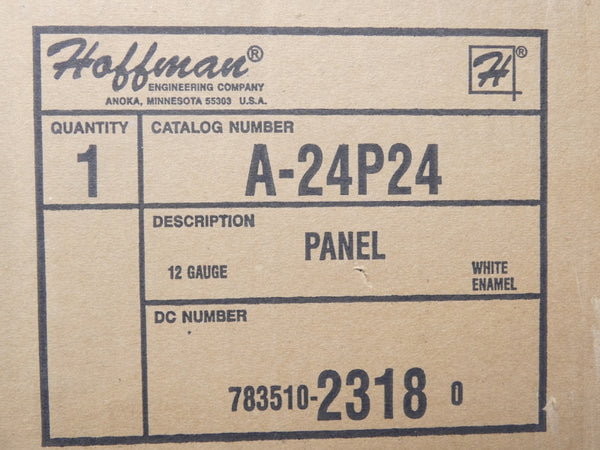 Hoffman®
ENGINEERING COMPANY
ANOKA, MINNESOTA 55303 U.S.A.
H®
QUANTITY
1
CATALOG NUMBER
A-24P24
DESCRIPTION
PANEL
12 GAUGE
WHITE
ENAMEL
DC NUMBER
783510-2318 0